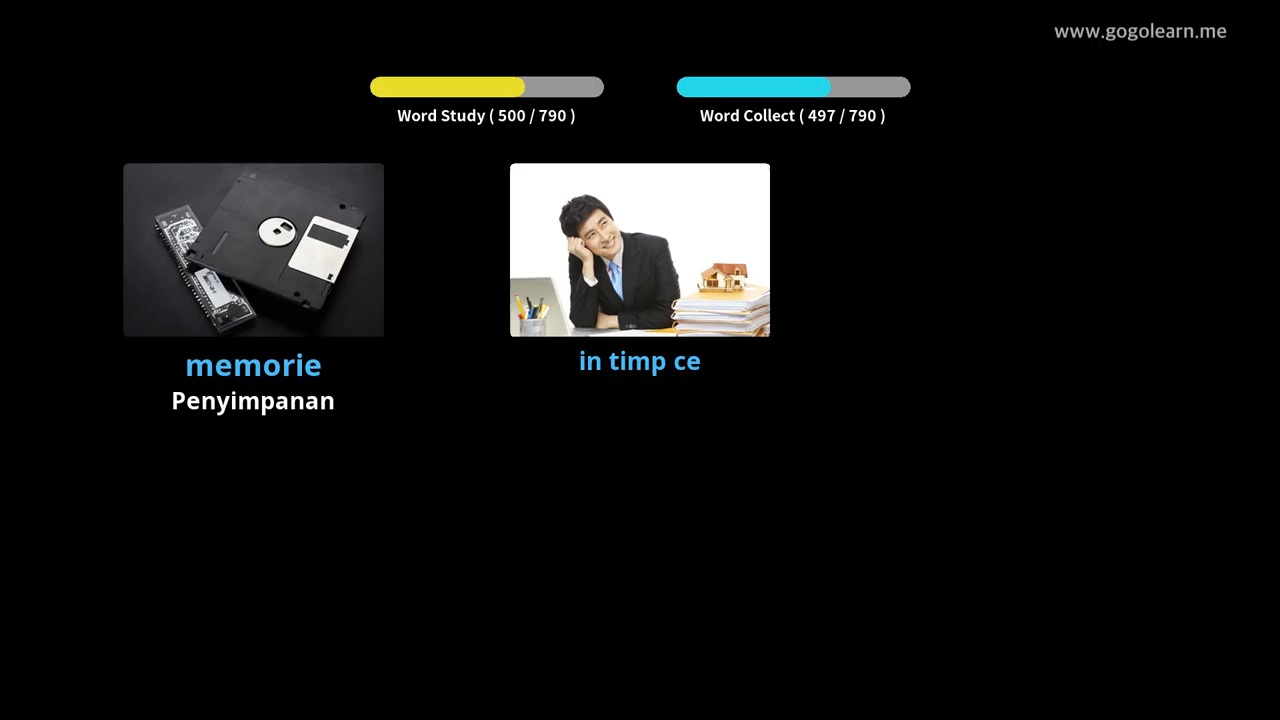 www.gogolearn.me
Word Study ( 500 / 790 )
Word Collect ( 497 / 790 )
memorie
Penyimpanan
in timp ce